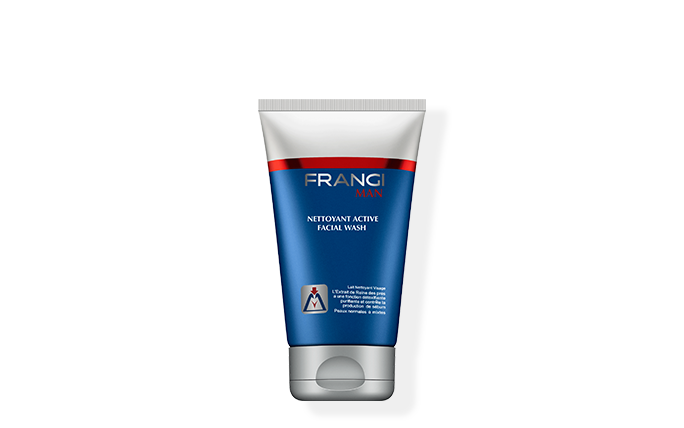 FRANGI
MAN
NETTOYANT ACTIVE
FACIAL WASH
Lait Nettoyant Visage
L'Extrait de Reine des prés
a une fonction détoxifiante
purifiante et contrôle la
production de sébum
Peaux normales à mixtes